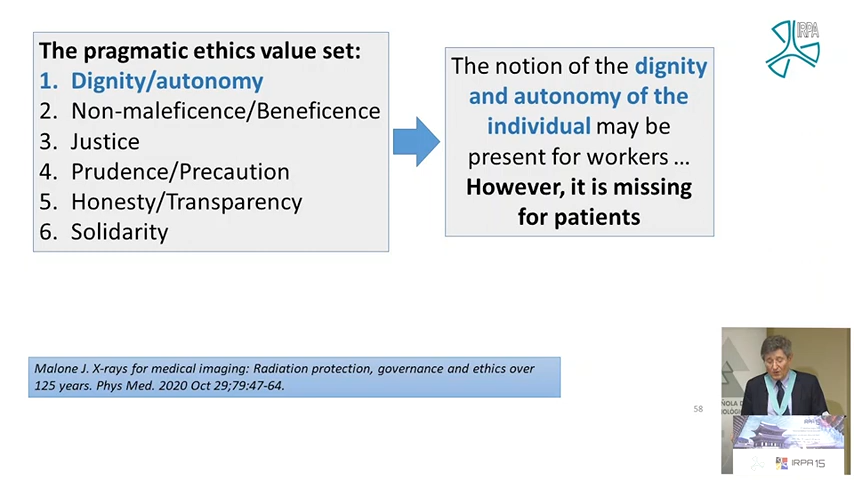 The pragmatic ethics value set:
1. Dignity/autonomy
2. Non-maleficence/Beneficence
3. Justice
4. Prudence/Precaution
5. Honesty/Transparency
6. Solidarity
The notion of the dignity
and autonomy of the
individual may be
present for workers ...
However, it is missing
for patients
IRPA
Malone J. X-rays for medical imaging: Radiation protection, governance and ethics over
125 years. Phys Med. 2020 Oct 29;79:47-64.
58
IRPA15